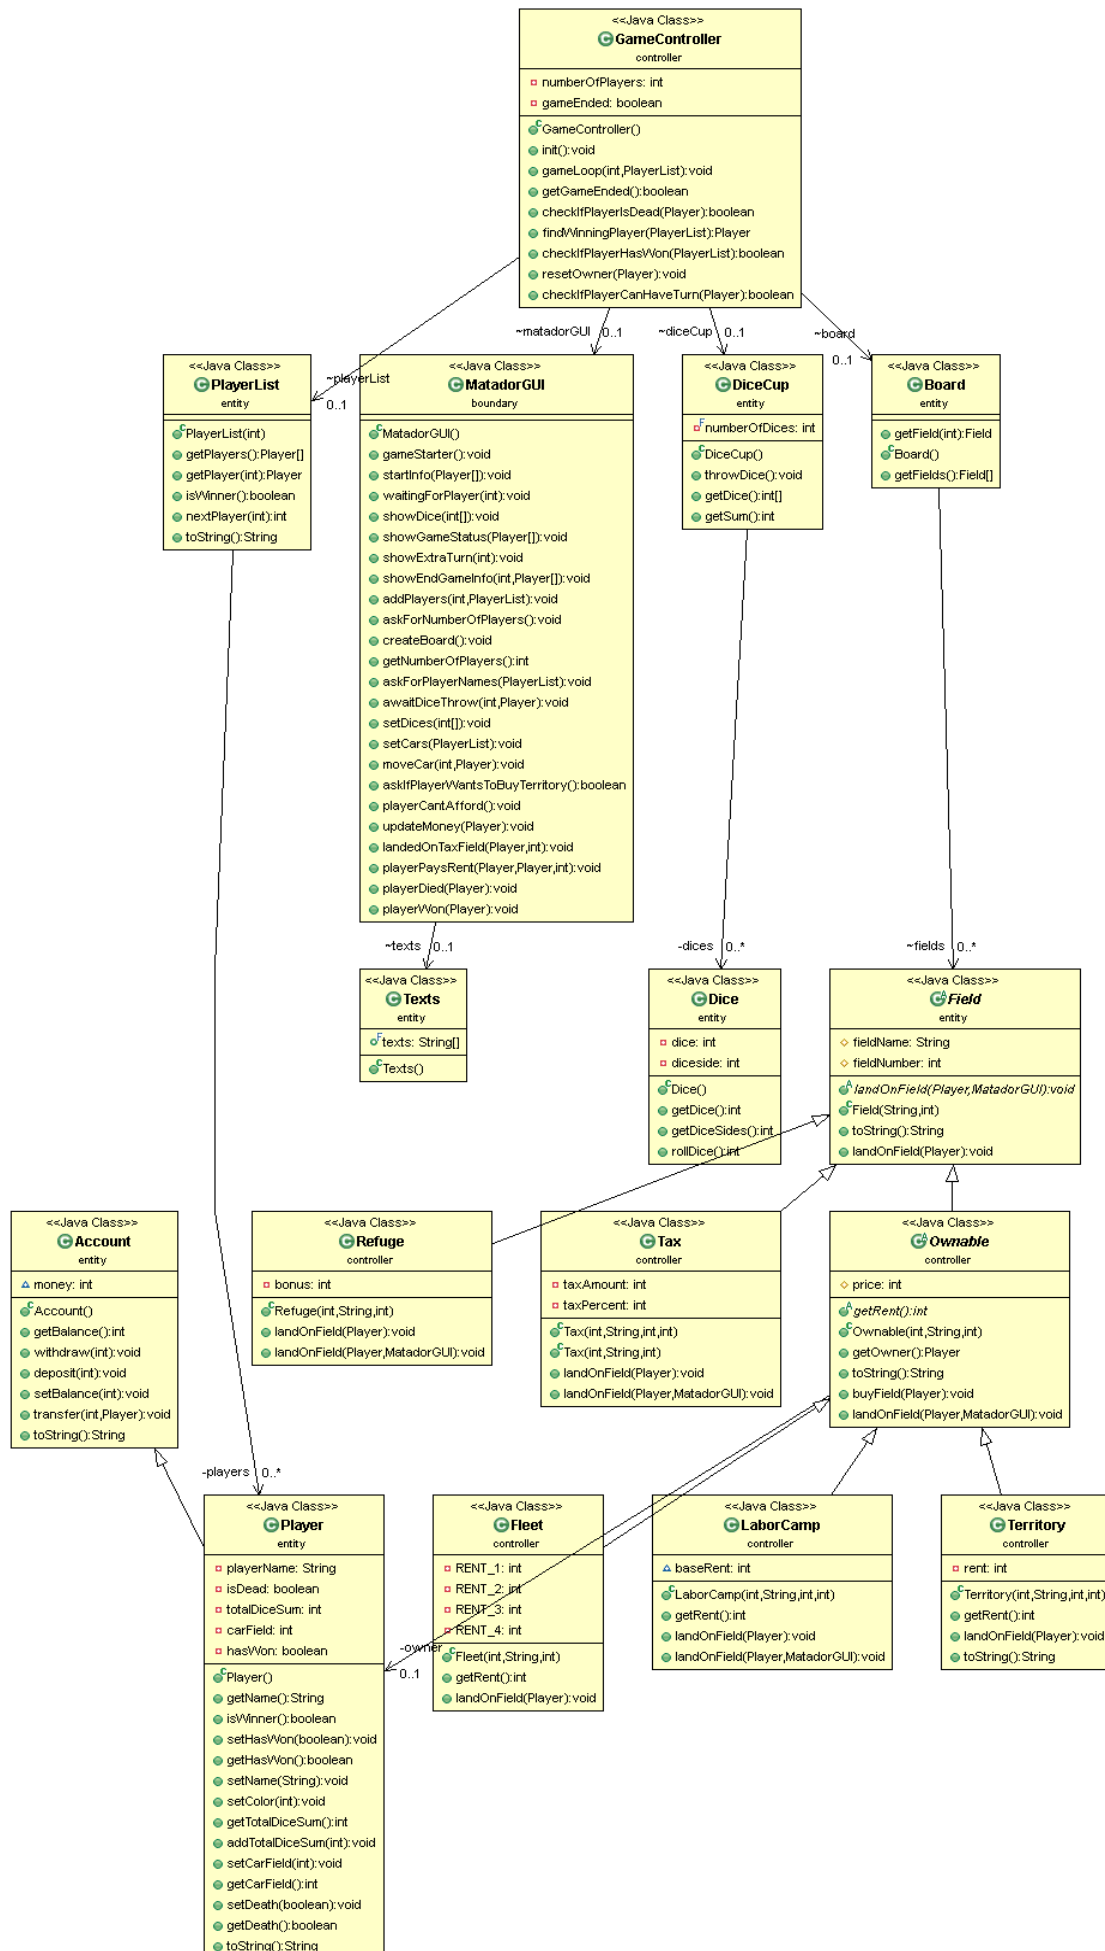 <<Java Class>>
GameController
controller
numberOfPlayers: int
gameEnded: boolean
GameController()
init():void
gameLoop(int,PlayerList):void
getGameEnded():boolean
checkIfPlayerIsDead(Player):boolean
findWinningPlayer(PlayerList):Player
checkIfPlayerHasWon(PlayerList):boolean
resetOwner(Player):void
checkIfPlayerCanHaveTurn(Player):boolean
~playerList
0..1
~matadorGUI 0..1
~diceCup 0..1
~board
0..1
<<Java Class>>
PlayerList
entity
PlayerList(int)
getPlayers():Player[]
getPlayer(int):Player
isWinner():boolean
nextPlayer(int):int
toString():String
<<Java Class>>
MatadorGUI
boundary
MatadorGUI()
gameStarter():void
startInfo(Player[]):void
waitingForPlayer(int):void
showDice(int[]):void
showGameStatus(Player[]):void
showExtraTurn(int):void
showEndGameInfo(int,Player[]):void
addPlayers(int,PlayerList):void
askForNumberOfPlayers():void
createBoard():void
getNumberOfPlayers():int
askForPlayerNames(PlayerList):void
awaitDiceThrow(int,Player):void
setDices(int[]):void
setCars(PlayerList):void
moveCar(int,Player):void
askIfPlayerWantsToBuyTerritory():boolean
playerCantAfford():void
updateMoney(Player):void
landedOnTaxField(Player,int):void
playerPaysRent(Player,Player,int):void
playerDied(Player):void
playerWon(Player):void
<<Java Class>>
DiceCup
entity
numberOfDices: int
DiceCup()
throwDice():void
getDice():int[]
getSum():int
<<Java Class>>
Board
entity
getField(int):Field
Board()
getFields():Field[]
~texts 0..1
-dices 0..*
~fields 0..*
<<Java Class>>
Texts
entity
texts: String[]
Texts()
<<Java Class>>
Dice
entity
dice: int
diceside: int
Dice()
getDice():int
getDiceSides():int
rollDice():int
<<Java Class>>
Field
entity
fieldName: String
fieldNumber: int
landOnField(Player,MatadorGUI):void
Field(String,int)
toString():String
landOnField(Player):void
<<Java Class>>
Account
entity
money: int
Account()
getBalance():int
withdraw(int):void
deposit(int):void
setBalance(int):void
transfer(int,Player):void
toString():String
<<Java Class>>
Refuge
controller
bonus: int
Refuge(int,String,int)
landOnField(Player):void
landOnField(Player,MatadorGUI):void
<<Java Class>>
Tax
controller
taxAmount: int
taxPercent: int
Tax(int,String,int,int)
Tax(int,String,int)
landOnField(Player):void
landOnField(Player,MatadorGUI):void
<<Java Class>>
Ownable
controller
price: int
getRent():int
Ownable(int,String,int)
getOwner():Player
toString():String
buyField(Player):void
landOnField(Player,MatadorGUI):void
-players 0..*
-owner
0..1
<<Java Class>>
Player
entity
playerName: String
isDead: boolean
totalDiceSum: int
carField: int
hasWon: boolean
Player()
getName():String
isWinner():boolean
setHasWon(boolean):void
getHasWon():boolean
setName(String):void
setColor(int):void
getTotalDiceSum():int
addTotalDiceSum(int):void
setCarField(int):void
getCarField():int
setDeath(boolean):void
getDeath():boolean
toString():String
<<Java Class>>
Fleet
controller
RENT_1: int
RENT_2: int
RENT_3: int
RENT_4: int
Fleet(int,String,int)
getRent():int
landOnField(Player):void
<<Java Class>>
LaborCamp
controller
baseRent: int
LaborCamp(int,String,int,int)
getRent():int
landOnField(Player):void
landOnField(Player,MatadorGUI):void
<<Java Class>>
Territory
controller
rent: int
Territory(int,String,int,int)
getRent():int
landOnField(Player):void
toString():String